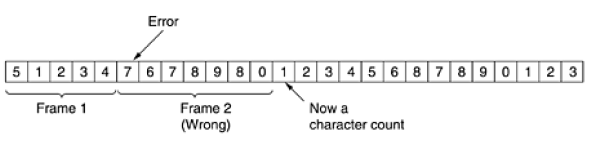 Error
5 1 2 3 4 7 6 7 8 9 8 0 1 2 3 4 5 6 8 7 8 9 0 1 2 3
Frame 1
Frame 2
(Wrong)
Now a
character count